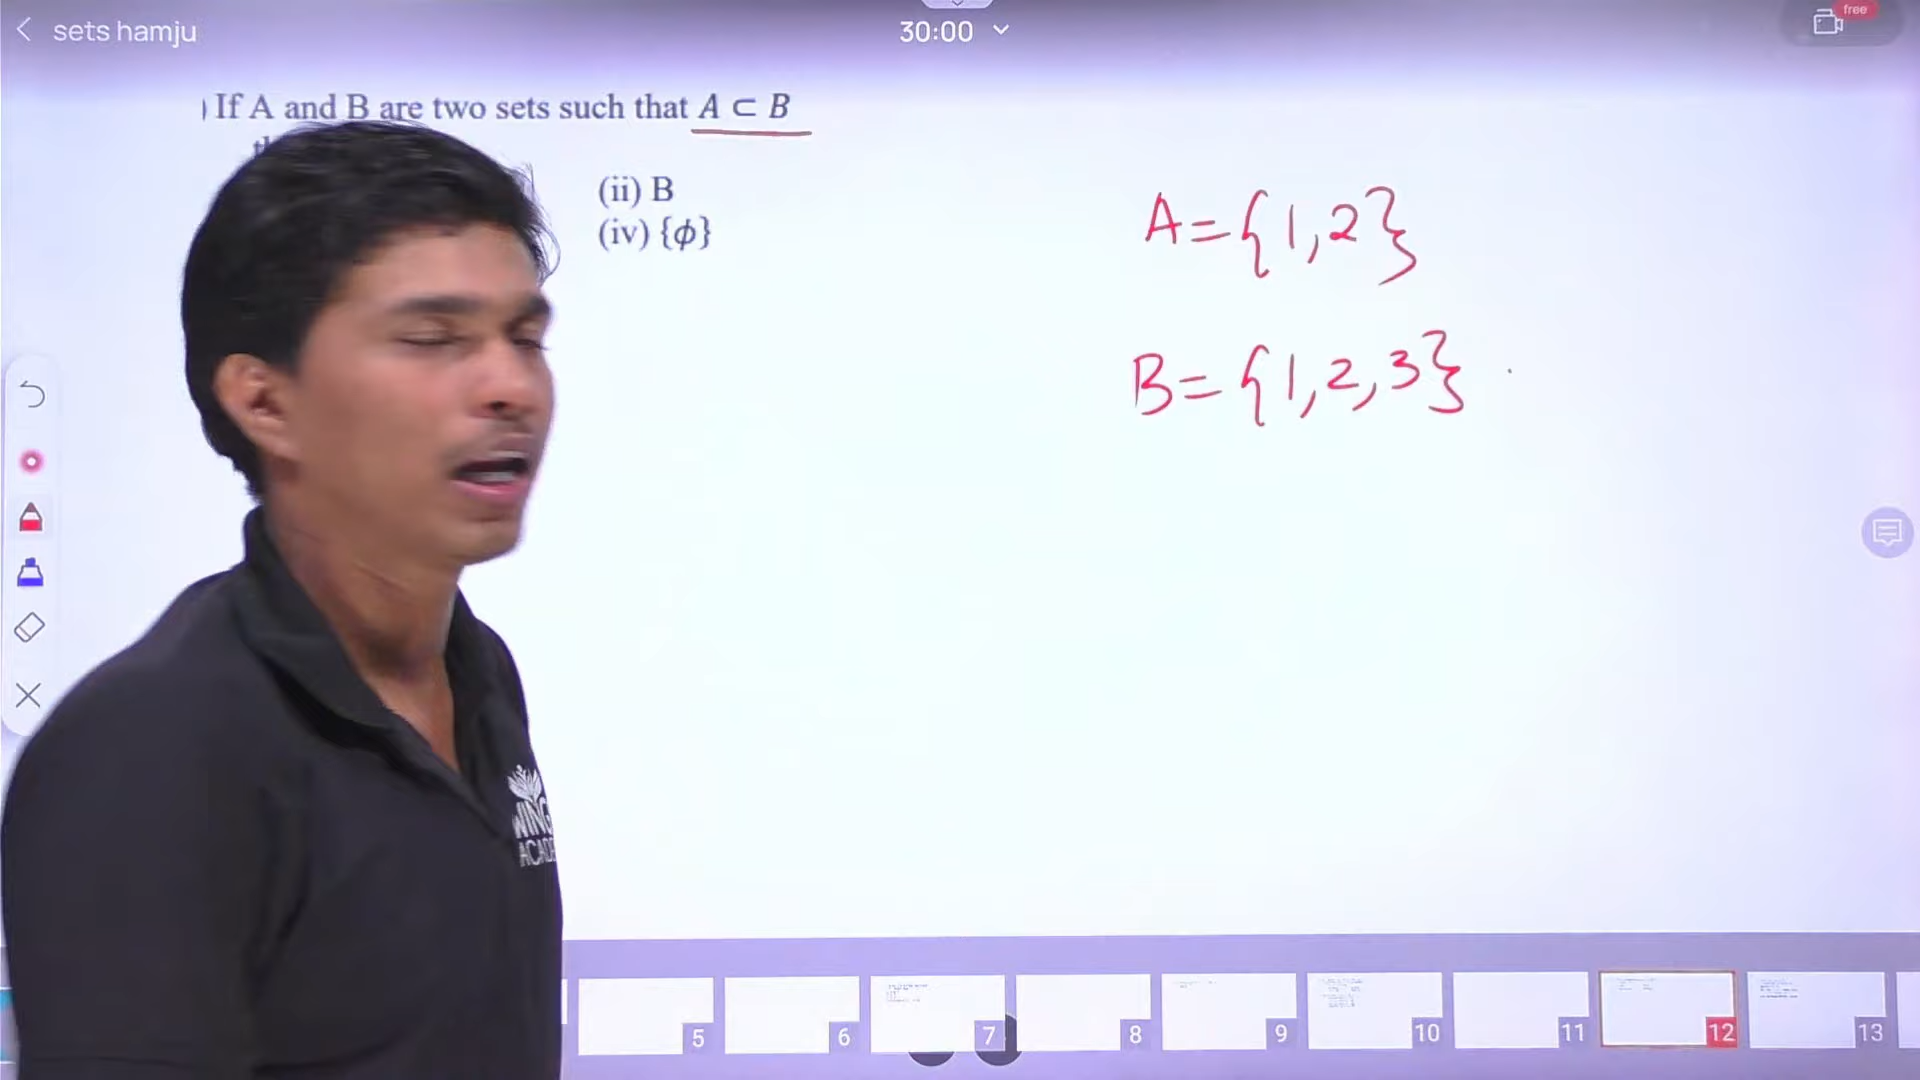 sets hamju
30:00
free
) If A and B are two sets such that A ⊂ B
(ii) B
(iv) {ϕ}
A={1,2}
B={1,2,3}
5
6
7
8
9
10
11
12
13